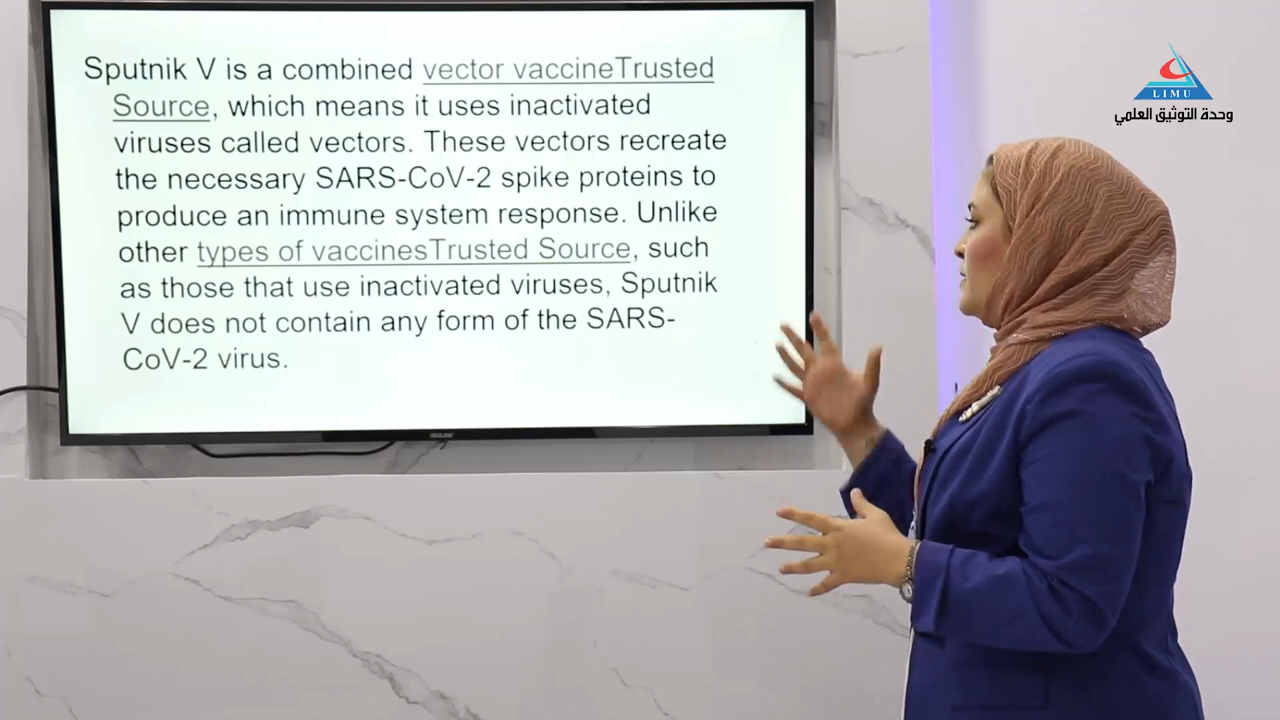 Sputnik V is a combined vector vaccineTrusted
Source, which means it uses inactivated
viruses called vectors. These vectors recreate
the necessary SARS-CoV-2 spike proteins to
produce an immune system response. Unlike
other types of vaccinesTrusted Source, such
as those that use inactivated viruses, Sputnik
V does not contain any form of the SARS-
CoV-2 virus.
LIMU
وحدة التوثيق العلمي